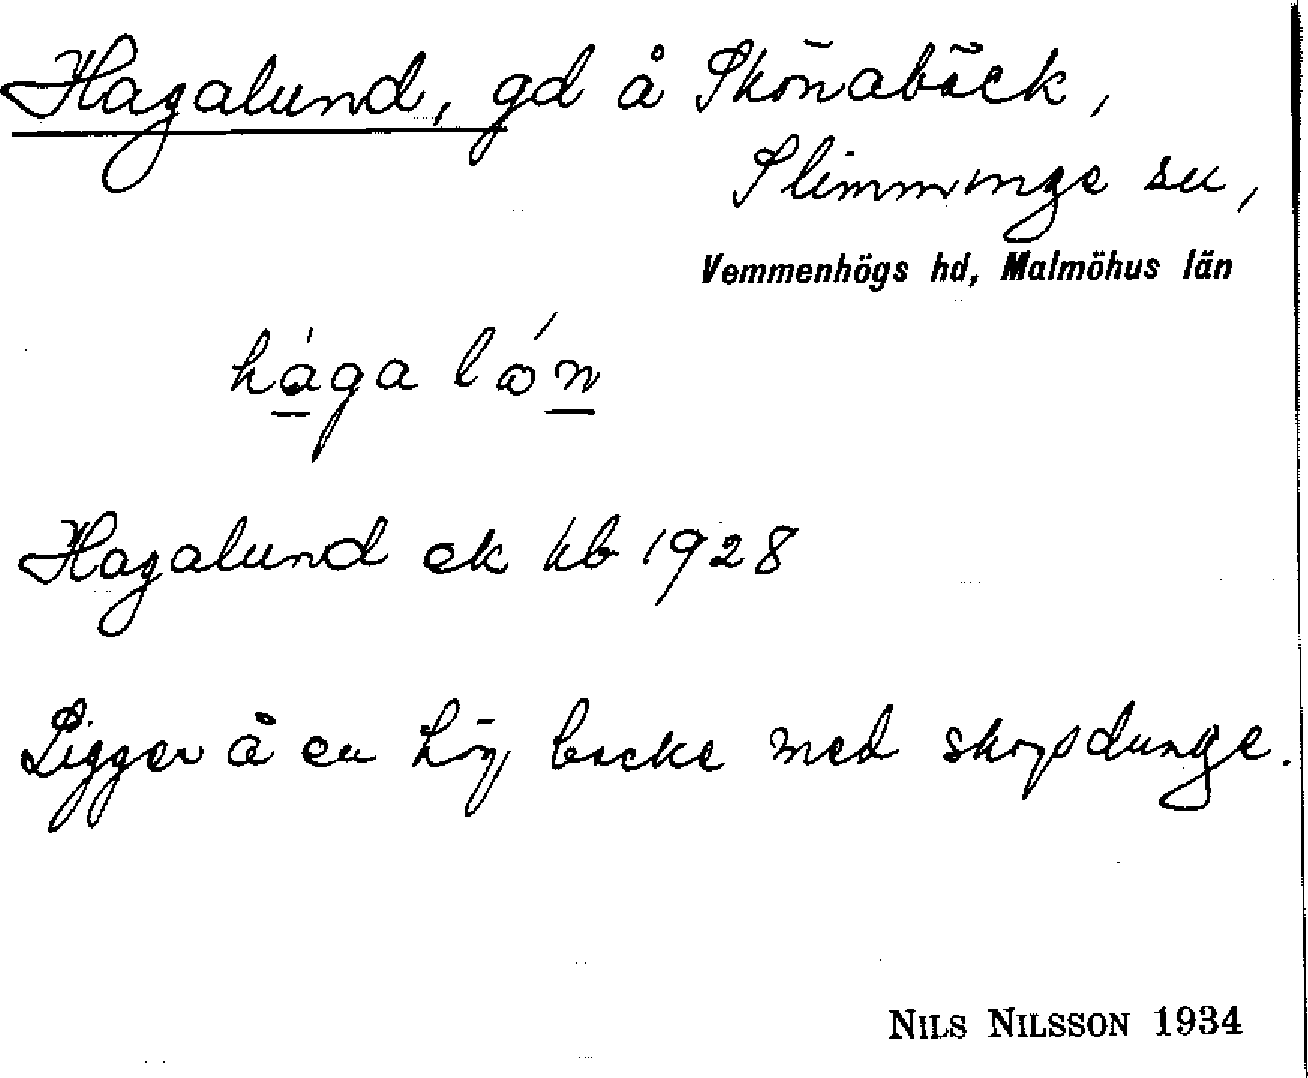 Hagalund, gd å Skönabäck,
Slimminge sn,
Vemmenhögs hd, Malmöhus län
hágalón
Hagalund ek kb 1928
Ligger å en hög backe med skogsdunge.
NILS NILSSON 1934